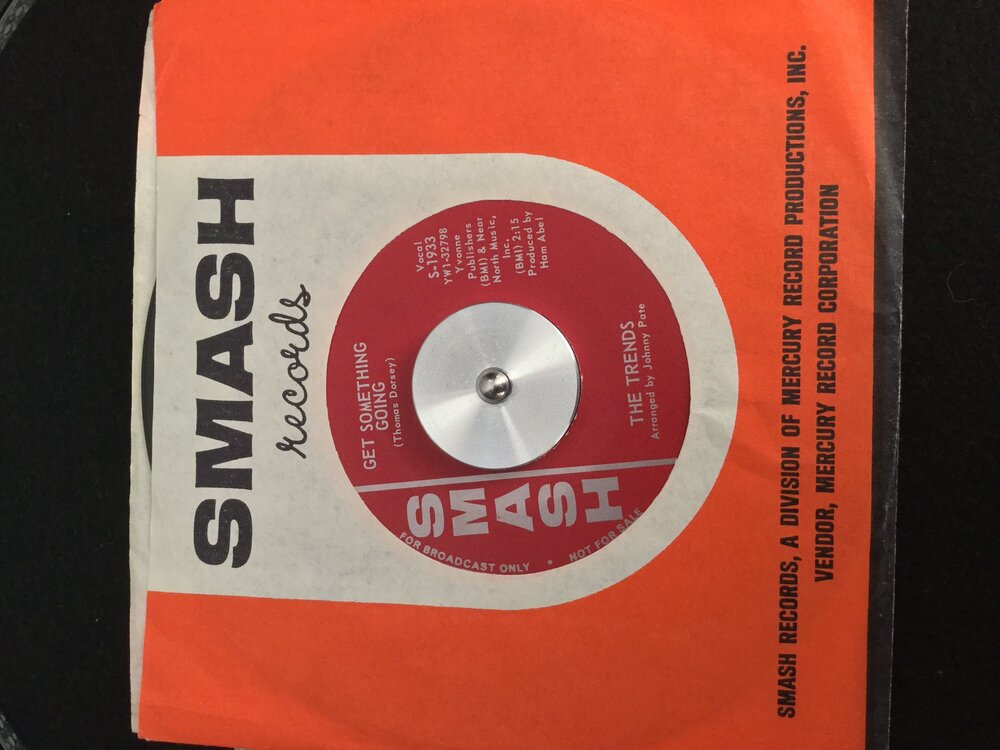 SMASH
records
GET SOMETHING
GOING
(Thomas Dorsey)
Vocal
S-1933
YW1-32798
Yvonne
Publishers
(BMI) & Near
North Music,
Inc.
(BMI) 2:15
Produced by
Ham Abel
THE TRENDS
Arranged by Johnny Pate
SMASH
FOR BROADCAST ONLY • NOT FOR SALE
SMASH RECORDS, A DIVISION OF MERCURY RECORD PRODUCTIONS, INC.
VENDOR, MERCURY RECORD CORPORATION